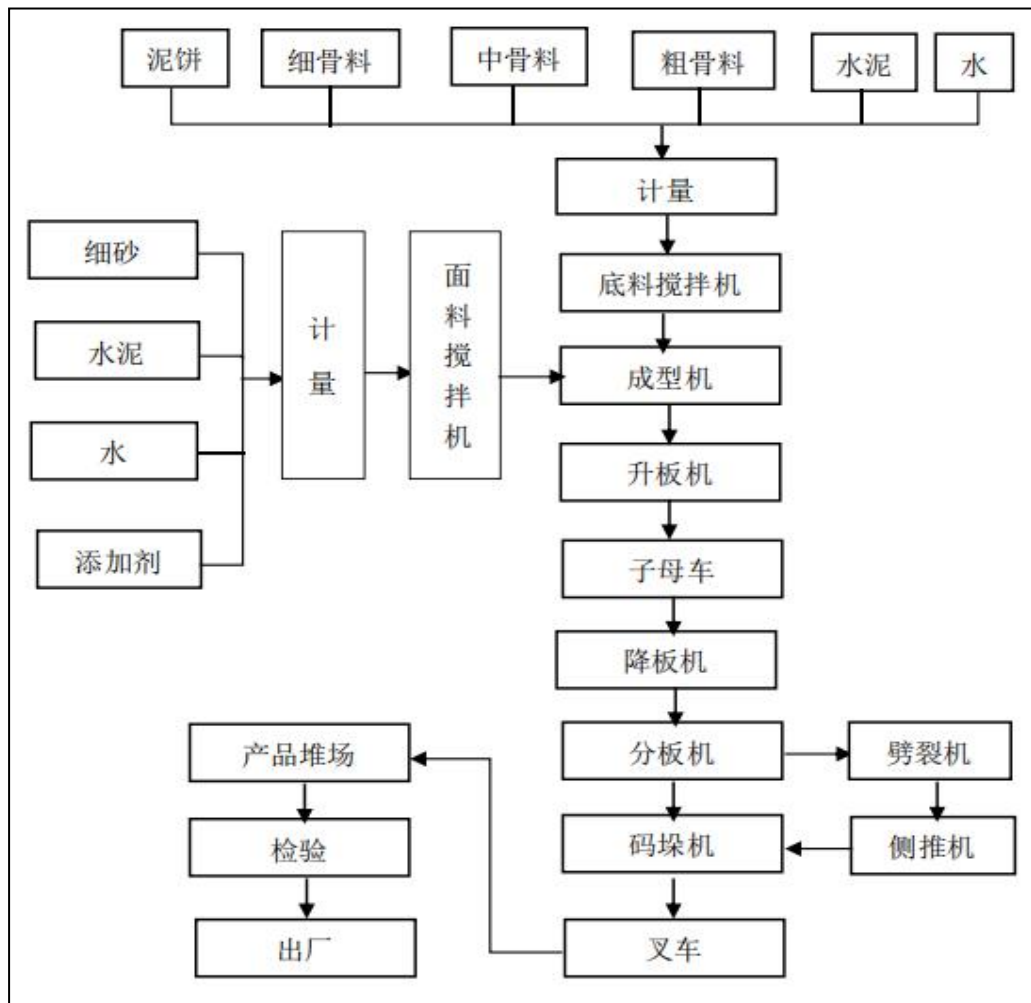 泥饼
细骨料
中骨料
粗骨料
水泥
水
计量
细砂
水泥
水
添加剂
计量
面料搅拌机
底料搅拌机
成型机
升板机
子母车
降板机
分板机
劈裂机
侧推机
码垛机
叉车
产品堆场
检验
出厂